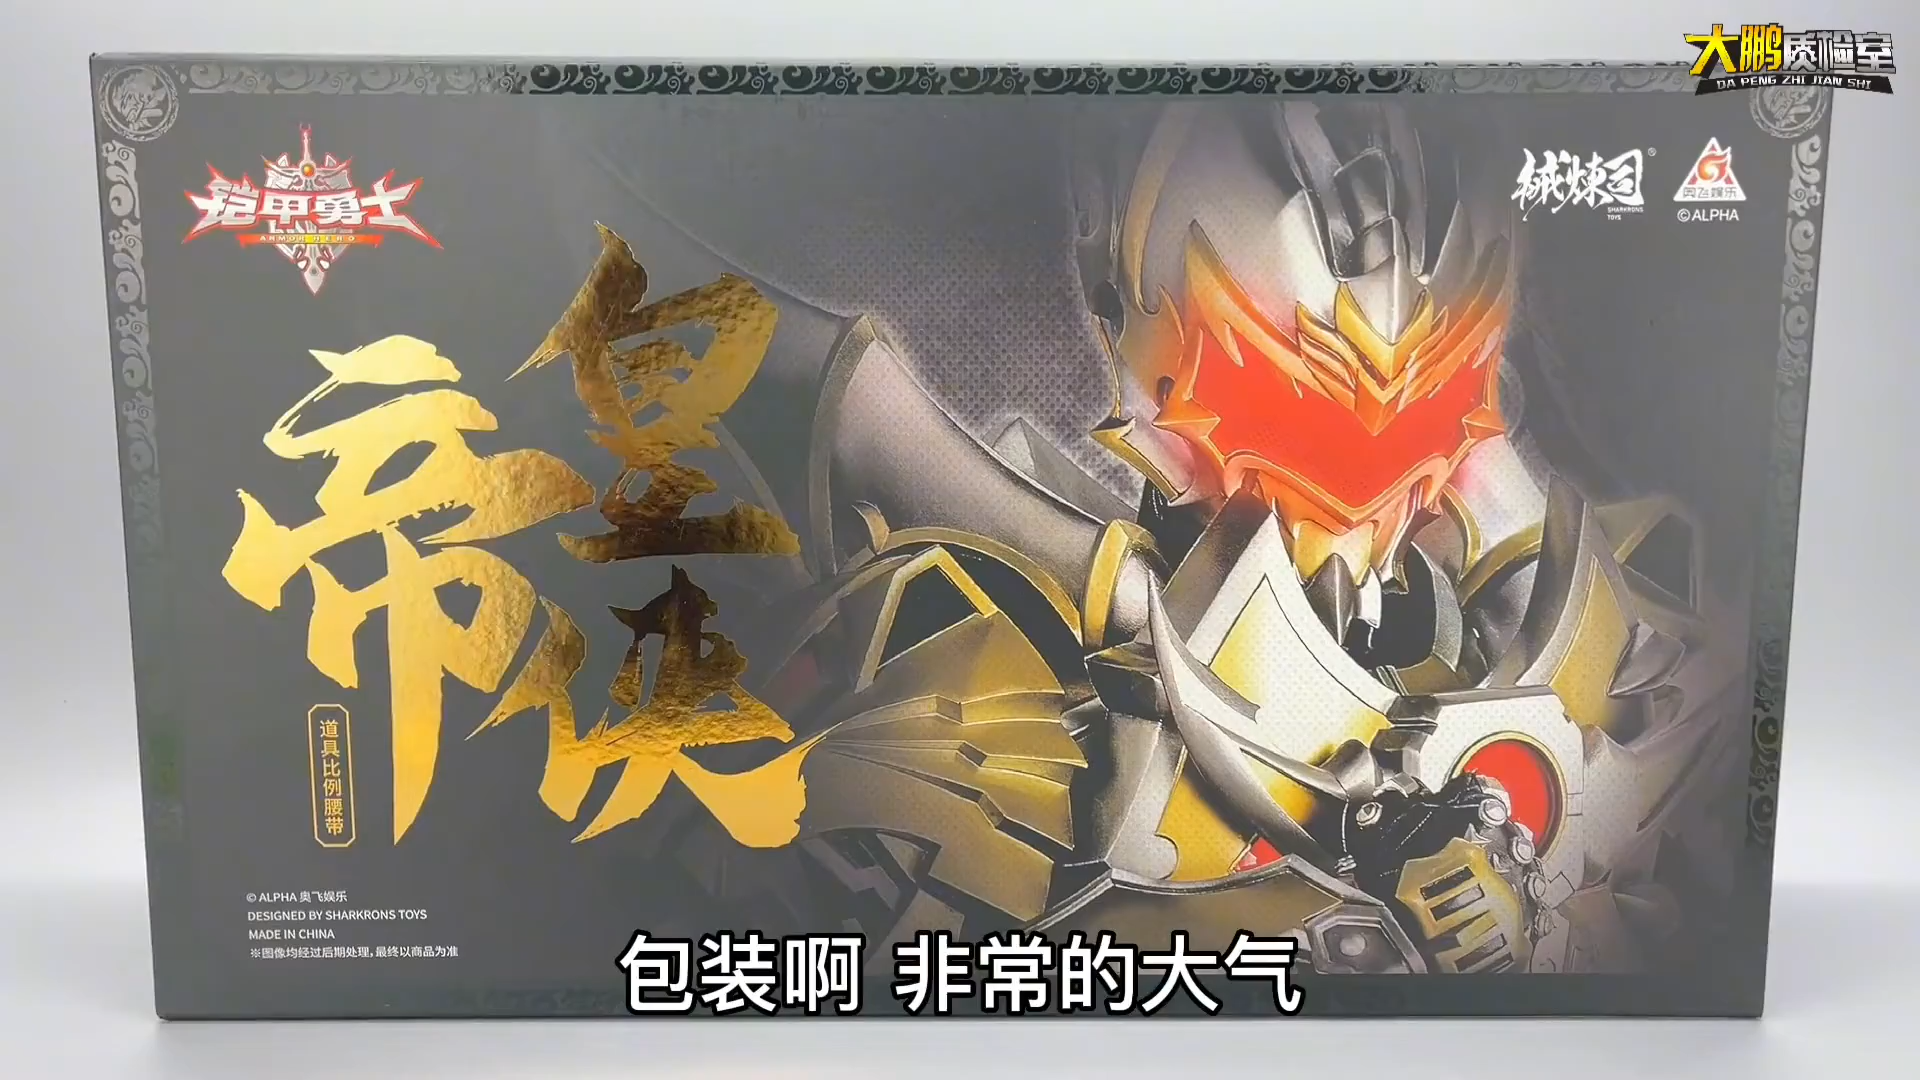 大鹏质检室
DA PENG ZHI JIAN SHI
铠甲勇士
ARMOR HERO
械煉司
®
SHARKRONS
TOYS
奥飞娱乐
©ALPHA
帝皇侠
道具比例腰带
© ALPHA 奥飞娱乐
DESIGNED BY SHARKRONS TOYS
MADE IN CHINA
※图像均经过后期处理,最终以商品为准
包装啊 非常的大气